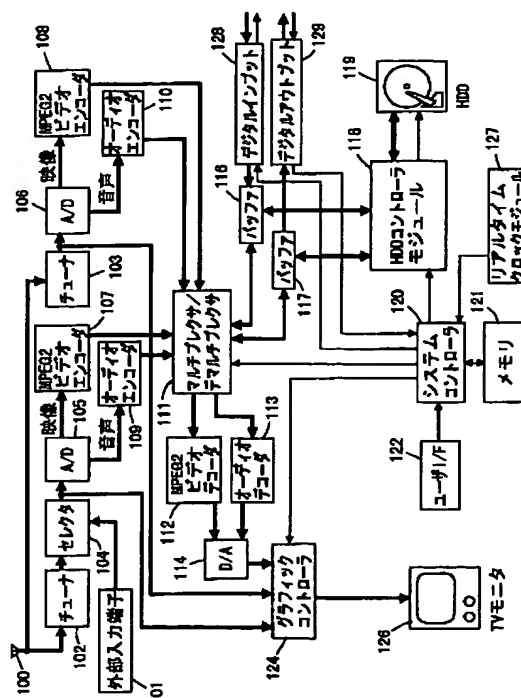 100
102
チューナ
外部入力端子
01
セレクタ
104
A/D
105
映像
音声
MPEG2
ビデオ
エンコーダ
107
オーディオ
エンコーダ
109
チューナ
103
A/D
106
映像
音声
MPEG2
ビデオ
エンコーダ
108
オーディオ
エンコーダ
110
マルチプレクサ/
デマルチプレクサ
111
MPEG2
ビデオ
デコーダ
112
オーディオ
デコーダ
113
D/A
114
バッファ
116
バッファ
117
デジタルインプット
128
デジタルアウトプット
129
HDDコントローラ
モジュール
118
119
HDD
システム
コントローラ
120
メモリ
121
ユーザI/F
122
リアルタイム
クロックモジュール
127
グラフィック
コントローラ
124
TVモニタ
126